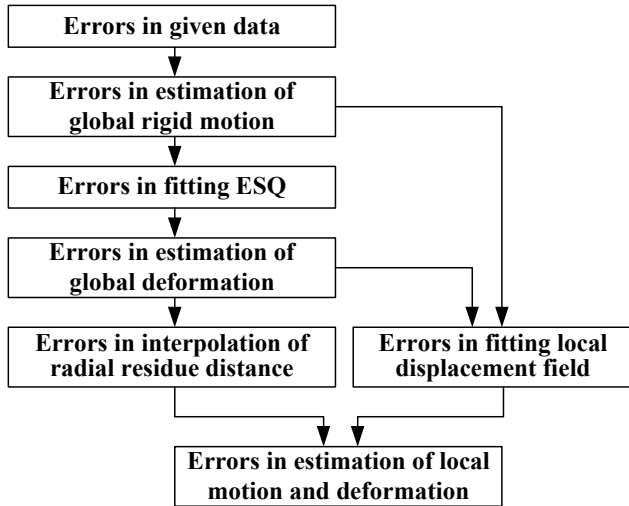 Errors in given data
Errors in estimation of
global rigid motion
Errors in fitting ESQ
Errors in estimation of
global deformation
Errors in interpolation of
radial residue distance
Errors in fitting local
displacement field
Errors in estimation of local
motion and deformation